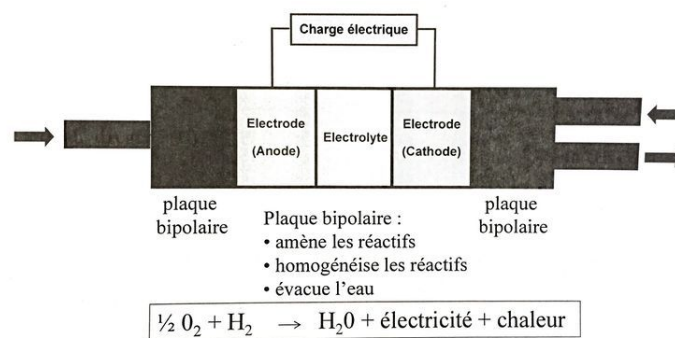 Charge électrique
Electrode
(Anode)
Electrolyte
Electrode
(Cathode)
plaque
bipolaire
plaque
bipolaire
Plaque bipolaire :
• amène les réactifs
• homogénéise les réactifs
• évacue l'eau
½ 0₂ + H₂ → H₂0 + électricité + chaleur